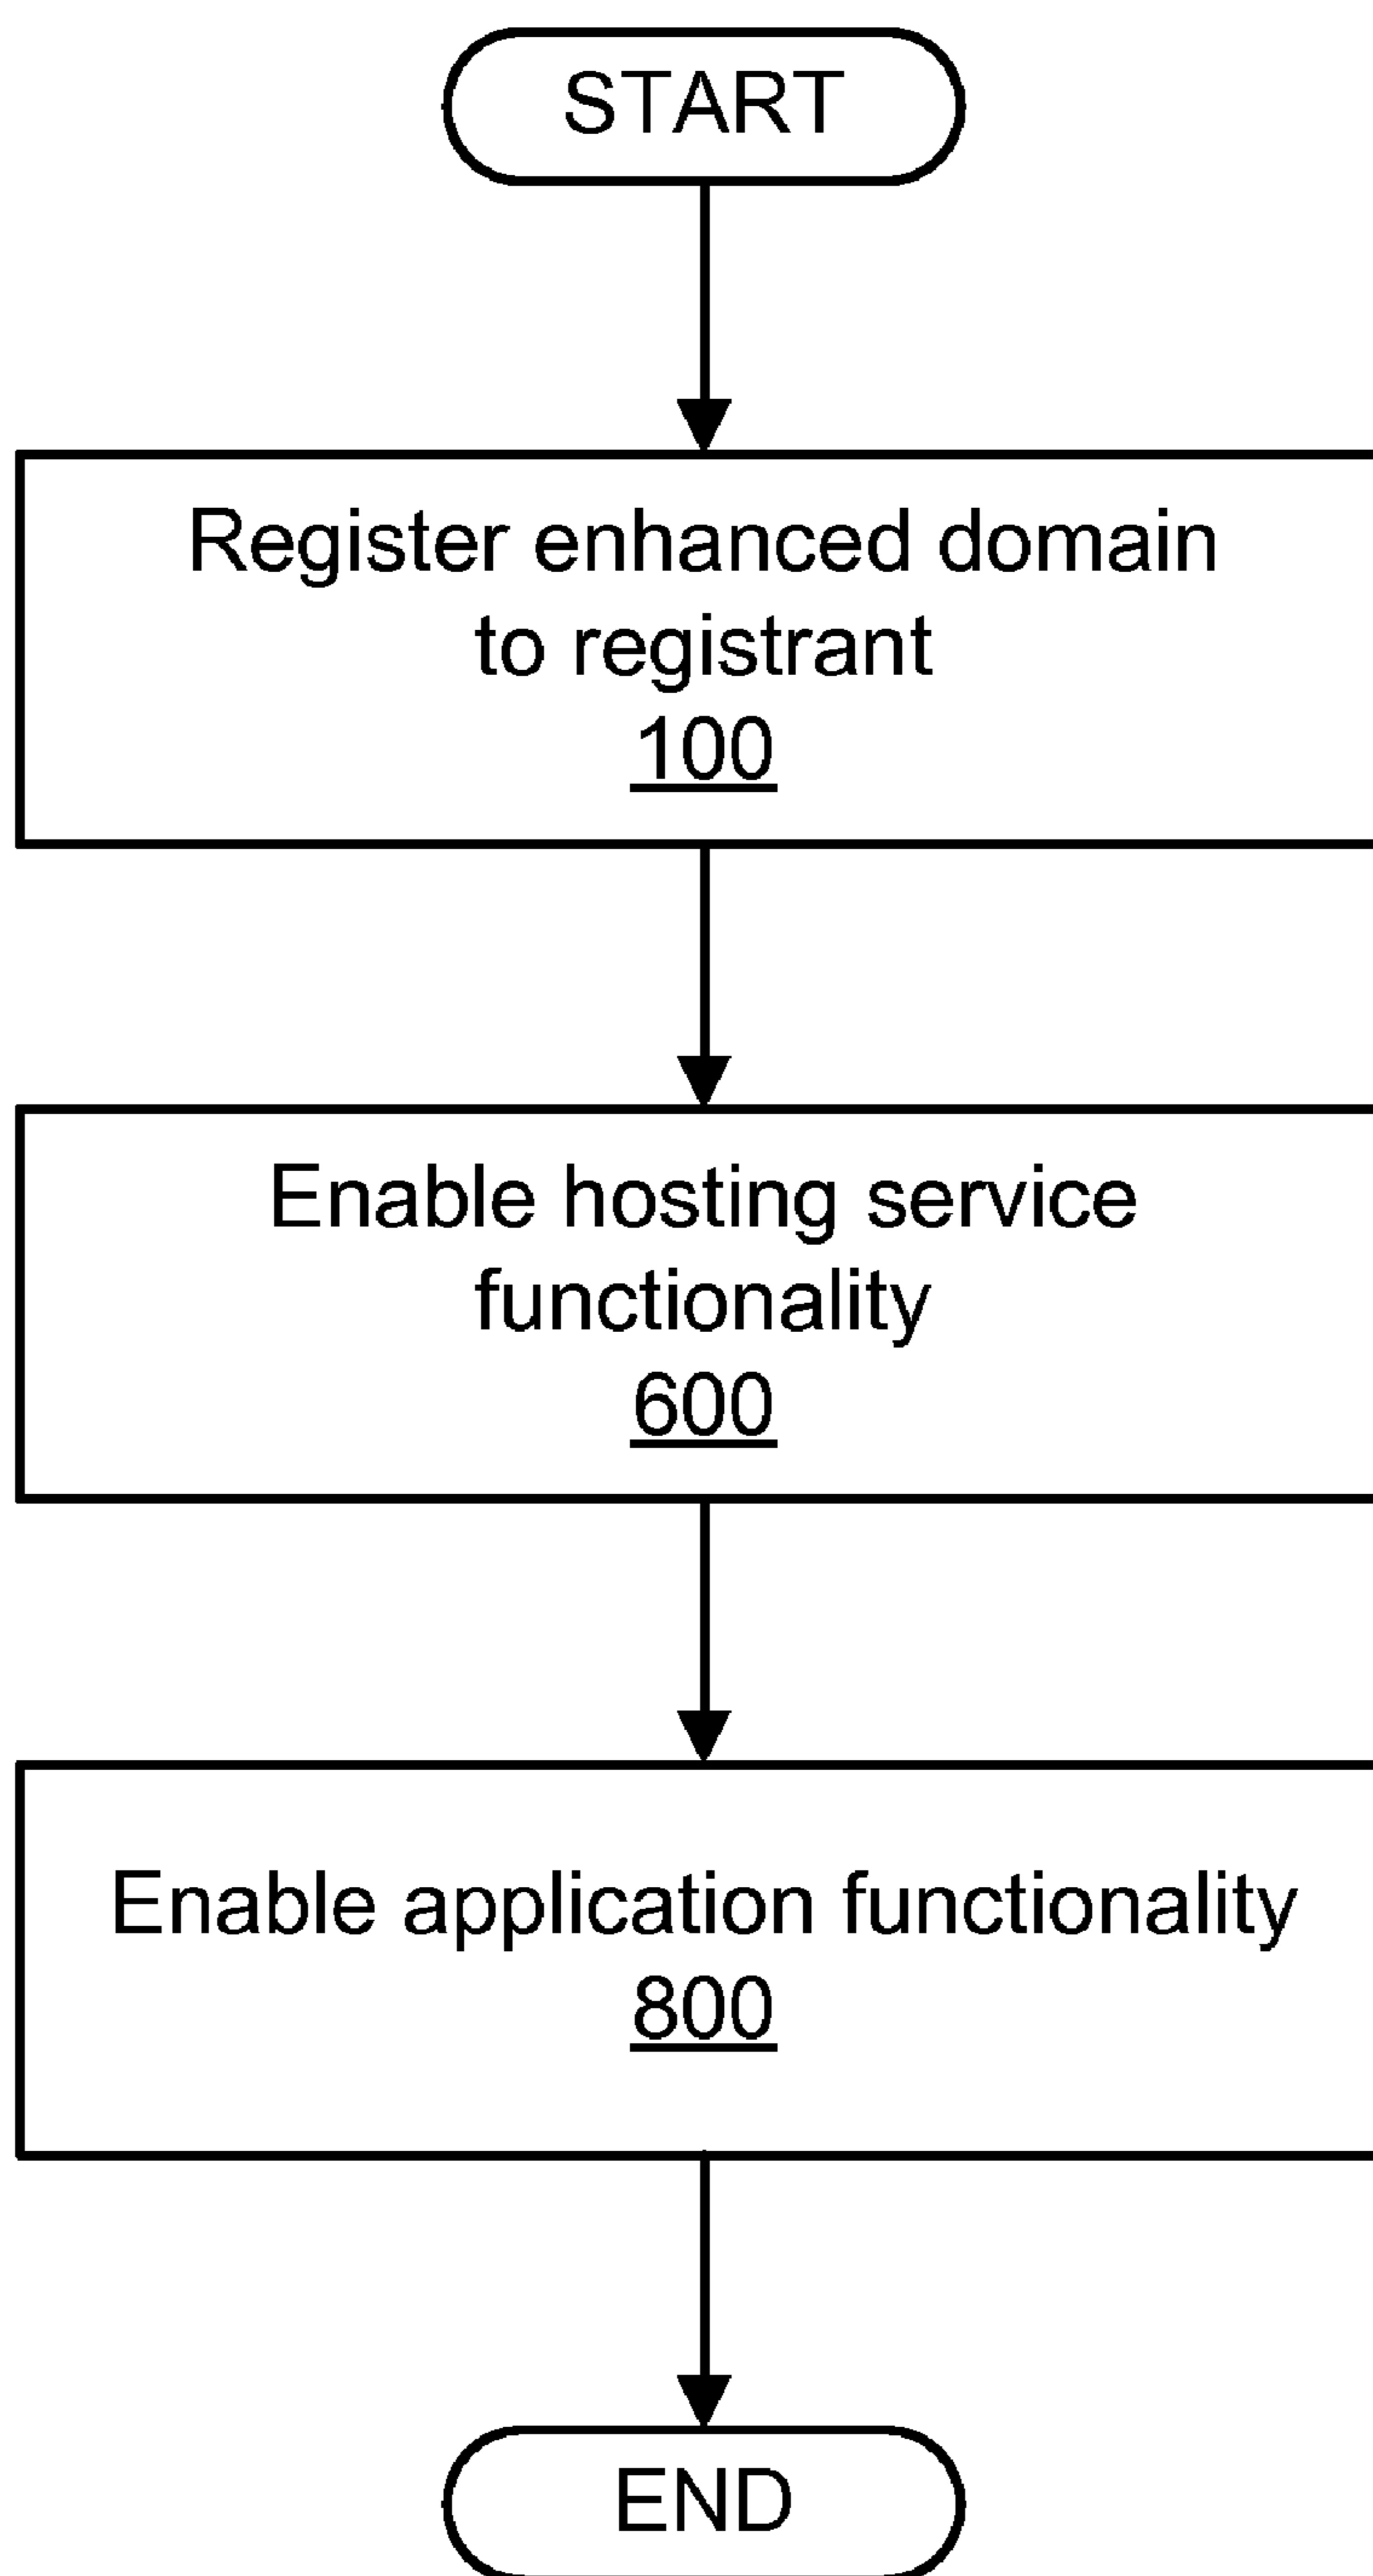 START
Register enhanced domain
to registrant
100
Enable hosting service
functionality
600
Enable application functionality
800
END